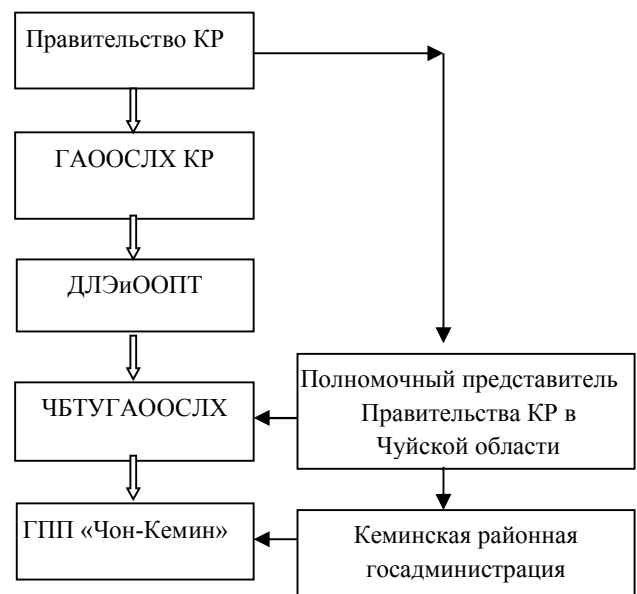 Правительство КР
ГАООСЛХ КР
ДЛЭиООПТ
ЧБТУГАООСЛХ
Полномочный представитель
Правительства КР в
Чуйской области
ГПП «Чон-Кемин»
Кеминская районная
госадминистрация